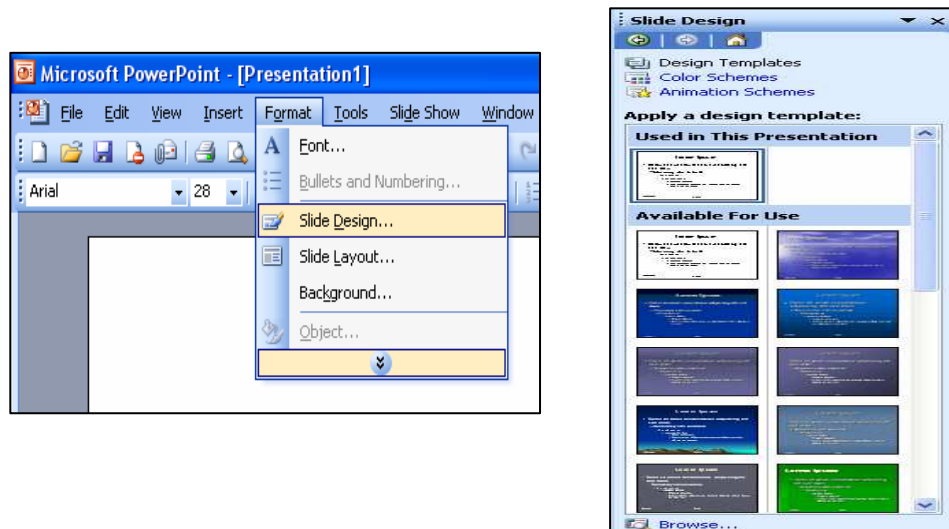 Microsoft PowerPoint - [Presentation1]
File Edit View Insert Format Tools Slide Show Window
Arial 28
Font...
Bullets and Numbering...
Slide Design...
Slide Layout...
Background...
Object...
Slide Design
Design Templates
Color Schemes
Animation Schemes
Apply a design template:
Used in This Presentation
Available For Use
Browse...